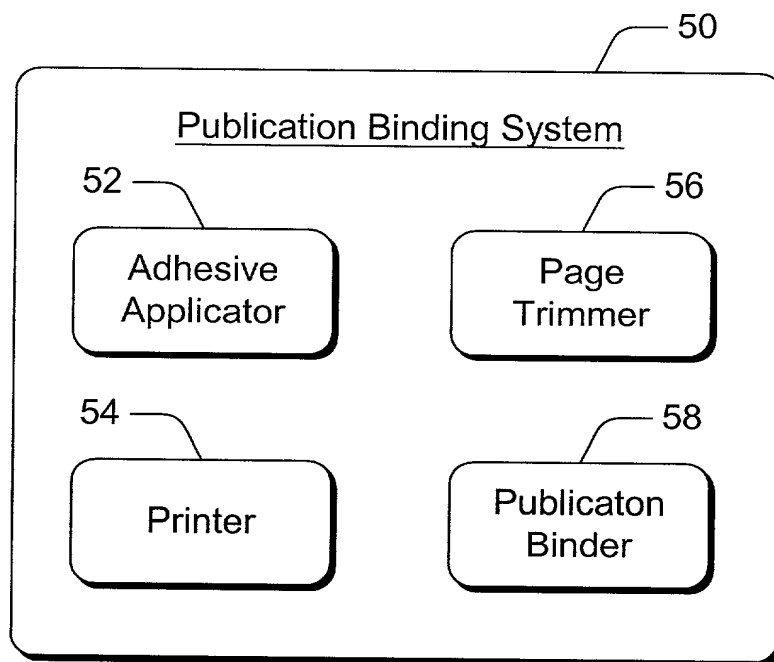 50
Publication Binding System
52
Adhesive
Applicator
56
Page
Trimmer
54
Printer
58
Publicaton
Binder